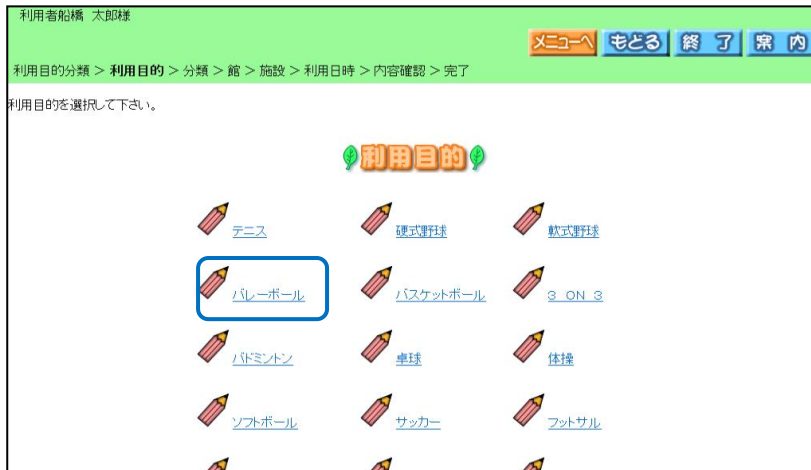 利用者船橋 太郎様
メニューへ もどる 終了 案内
利用目的分類 > 利用目的 > 分類 > 館 > 施設 > 利用日時 > 内容確認 > 完了
利用目的を選択して下さい。
利用目的
テニス 硬式野球 軟式野球
バレーボール バスケットボール 3 ON 3
バドミントン 卓球 体操
ソフトボール サッカー フットサル